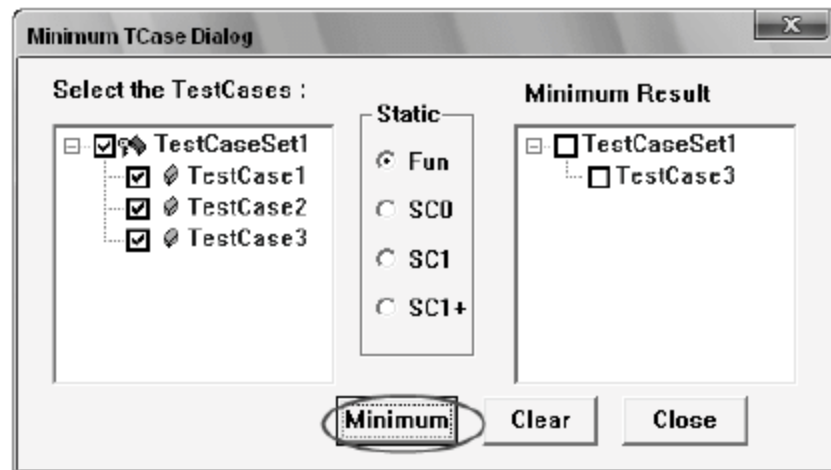 Minimum TCase Dialog
Select the TestCases :
TestCaseSet1
TestCase1
TestCase2
TestCase3
Static
Fun
SC0
SC1
SC1+
Minimum Result
TestCaseSet1
TestCase3
Minimum
Clear
Close